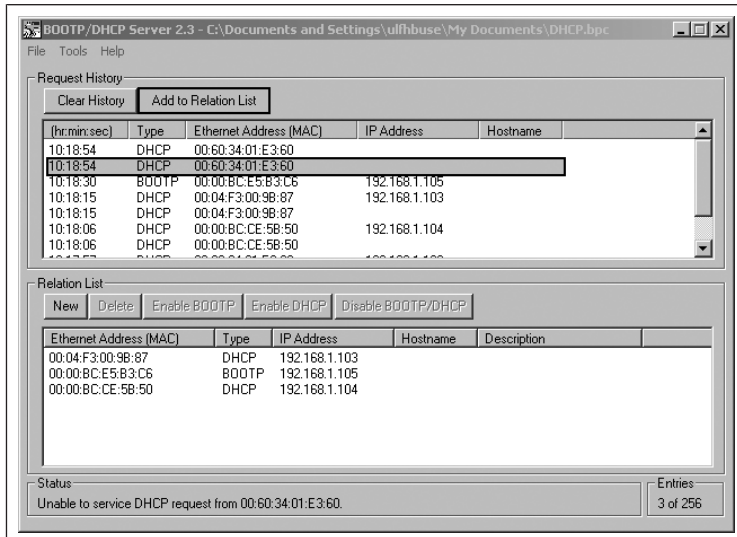 BOOTP/DHCP Server 2.3 - C:\Documents and Settings\ulfhbuse\My Documents\DHCP.bpc
File Tools Help
Request History
Clear History Add to Relation List
(hr:min:sec) Type Ethernet Address (MAC) IP Address Hostname
10:18:54 DHCP 00:60:34:01:E3:60
10:18:54 DHCP 00:60:34:01:E3:60
10:18:30 BOOTP 00:00:BC:E5:B3:C6 192.168.1.105
10:18:15 DHCP 00:04:F3:00:9B:87 192.168.1.103
10:18:15 DHCP 00:04:F3:00:9B:87
10:18:06 DHCP 00:00:BC:CE:5B:50 192.168.1.104
10:18:06 DHCP 00:00:BC:CE:5B:50
Relation List
New Delete Enable BOOTP Enable DHCP Disable BOOTP/DHCP
Ethernet Address (MAC) Type IP Address Hostname Description
00:04:F3:00:9B:87 DHCP 192.168.1.103
00:00:BC:E5:B3:C6 BOOTP 192.168.1.105
00:00:BC:CE:5B:50 DHCP 192.168.1.104
Status
Unable to service DHCP request from 00:60:34:01:E3:60.
Entries
3 of 256